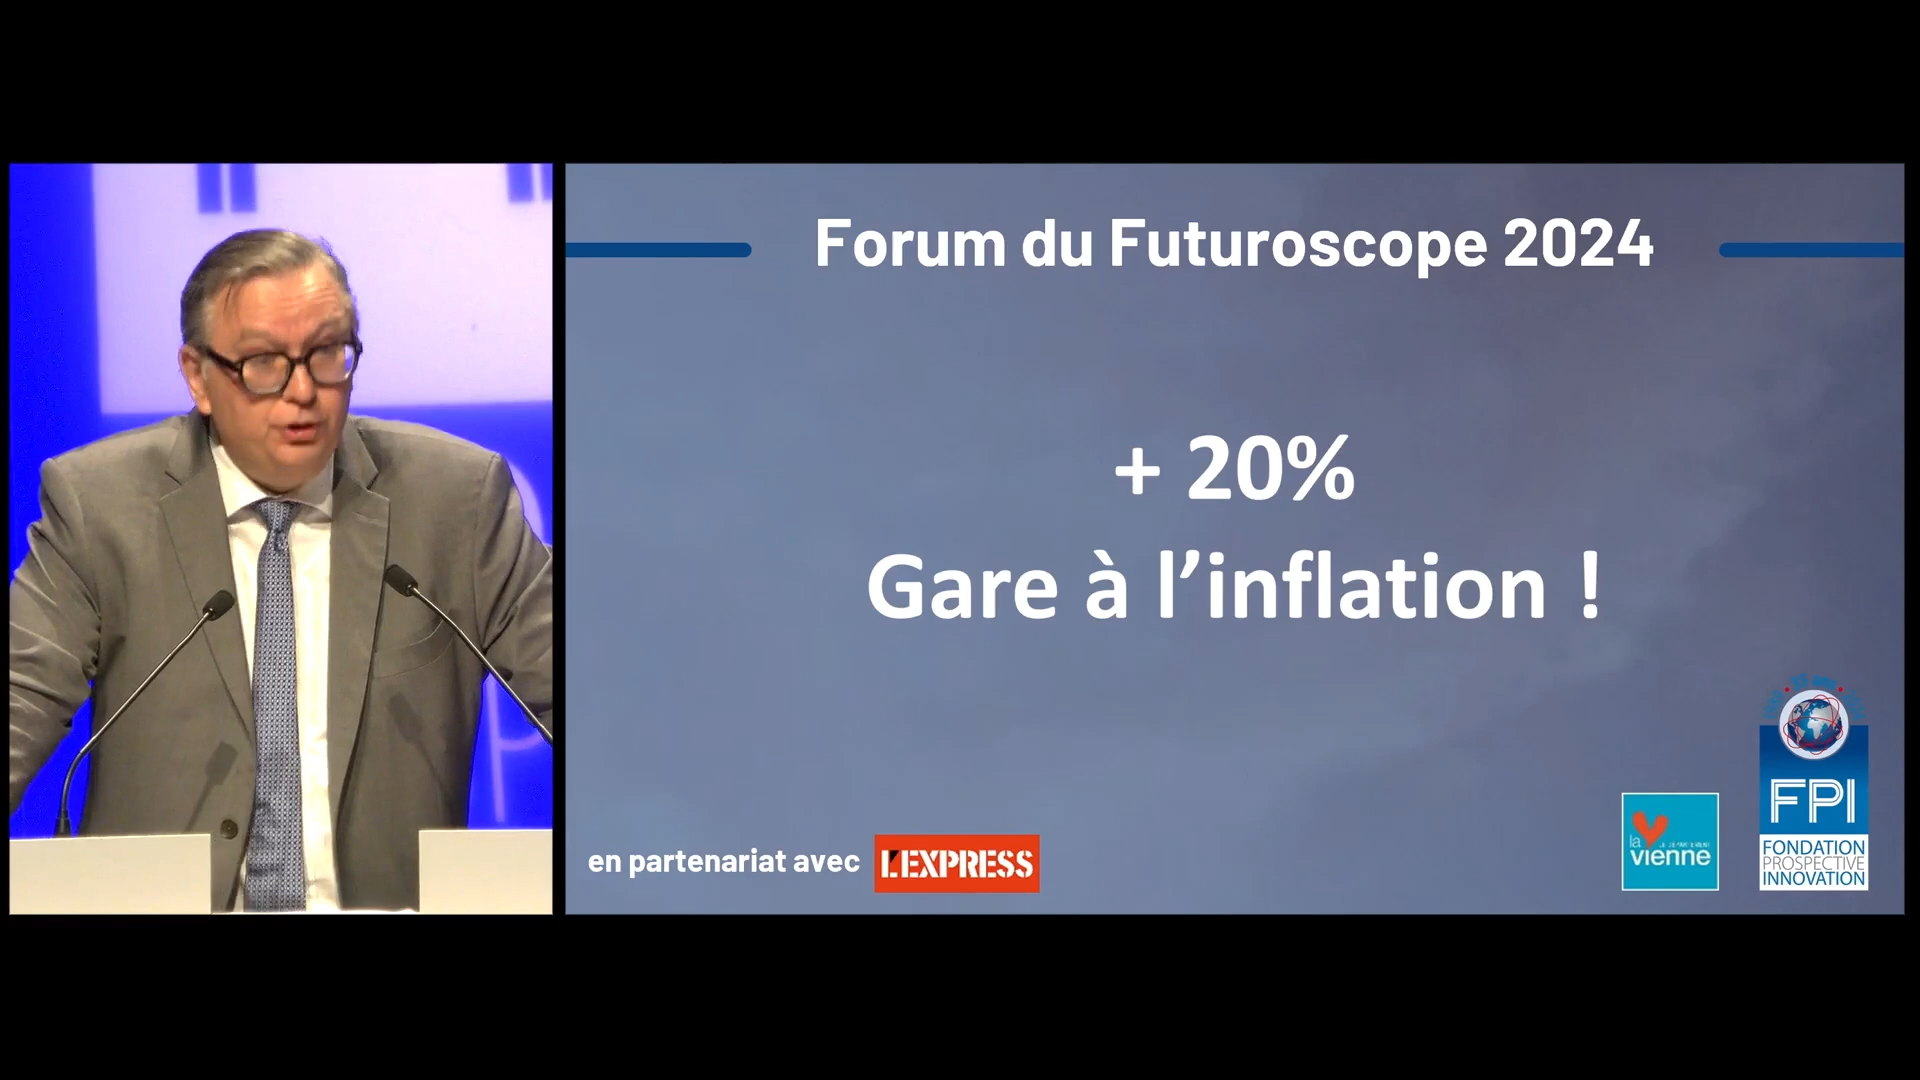 Forum du Futuroscope 2024
+ 20%
Gare à l’inflation !
en partenariat avec
L'EXPRESS
la
vienne
FPI
FONDATION
PROSPECTIVE
INNOVATION